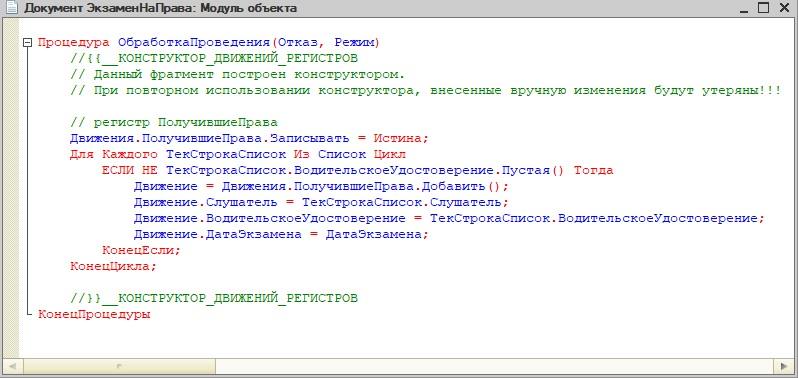 Документ ЭкзаменНаПрава: Модуль объекта
Процедура ОбработкаПроведения(Отказ, Режим)
//{{__КОНСТРУКТОР_ДВИЖЕНИЙ_РЕГИСТРОВ
// Данный фрагмент построен конструктором.
// При повторном использовании конструктора, внесенные вручную изменения будут утеряны!!!
// регистр ПолучившиеПрава
Движения.ПолучившиеПрава.Записывать = Истина;
Для Каждого ТекСтрокаСписок Из Список Цикл
ЕСЛИ НЕ ТекСтрокаСписок.ВодительскоеУдостоверение.Пустая() Тогда
Движение = Движения.ПолучившиеПрава.Добавить();
Движение.Слушатель = ТекСтрокаСписок.Слушатель;
Движение.ВодительскоеУдостоверение = ТекСтрокаСписок.ВодительскоеУдостоверение;
Движение.ДатаЭкзамена = ДатаЭкзамена;
КонецЕсли;
КонецЦикла;
//}}__КОНСТРУКТОР_ДВИЖЕНИЙ_РЕГИСТРОВ
КонецПроцедуры